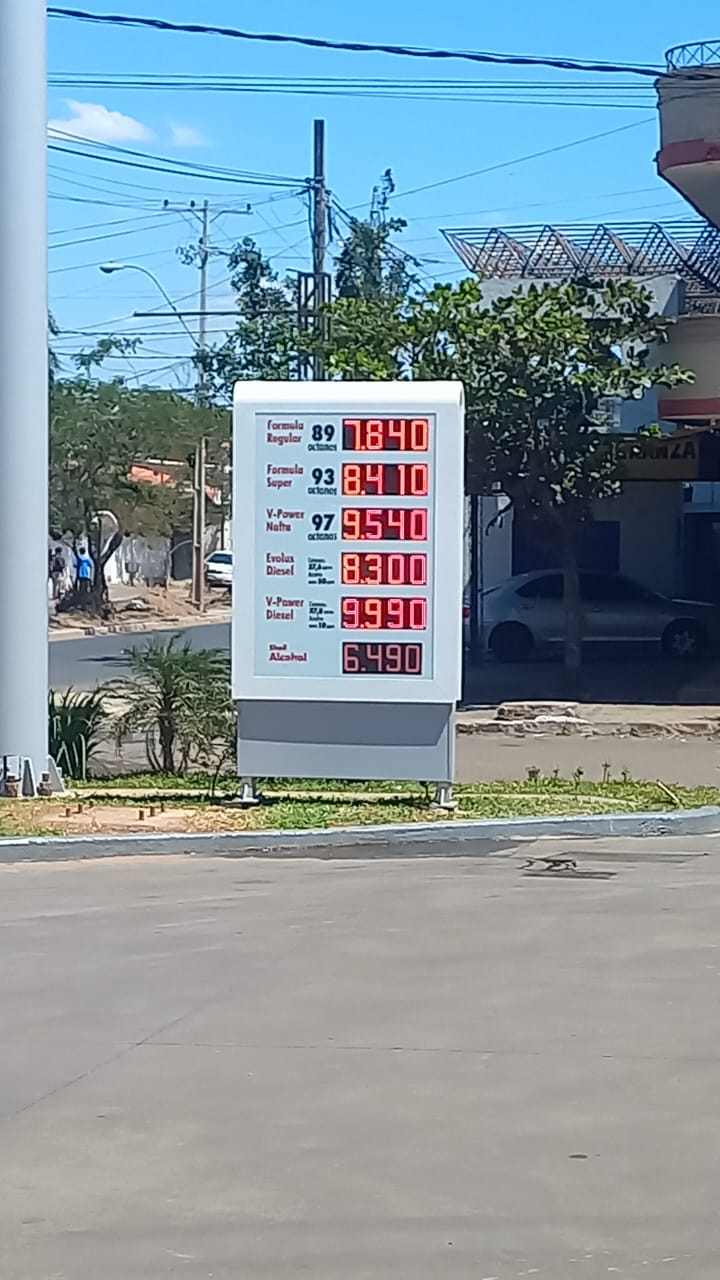 Formula
Regular
89
octanos
7.840
Formula
Super
93
octanos
8.410
V-Power
Nafta
97
octanos
9.540
Evolux
Diesel
8.300
V-Power
Diesel
9.990
Shell
Alcohol
6.490